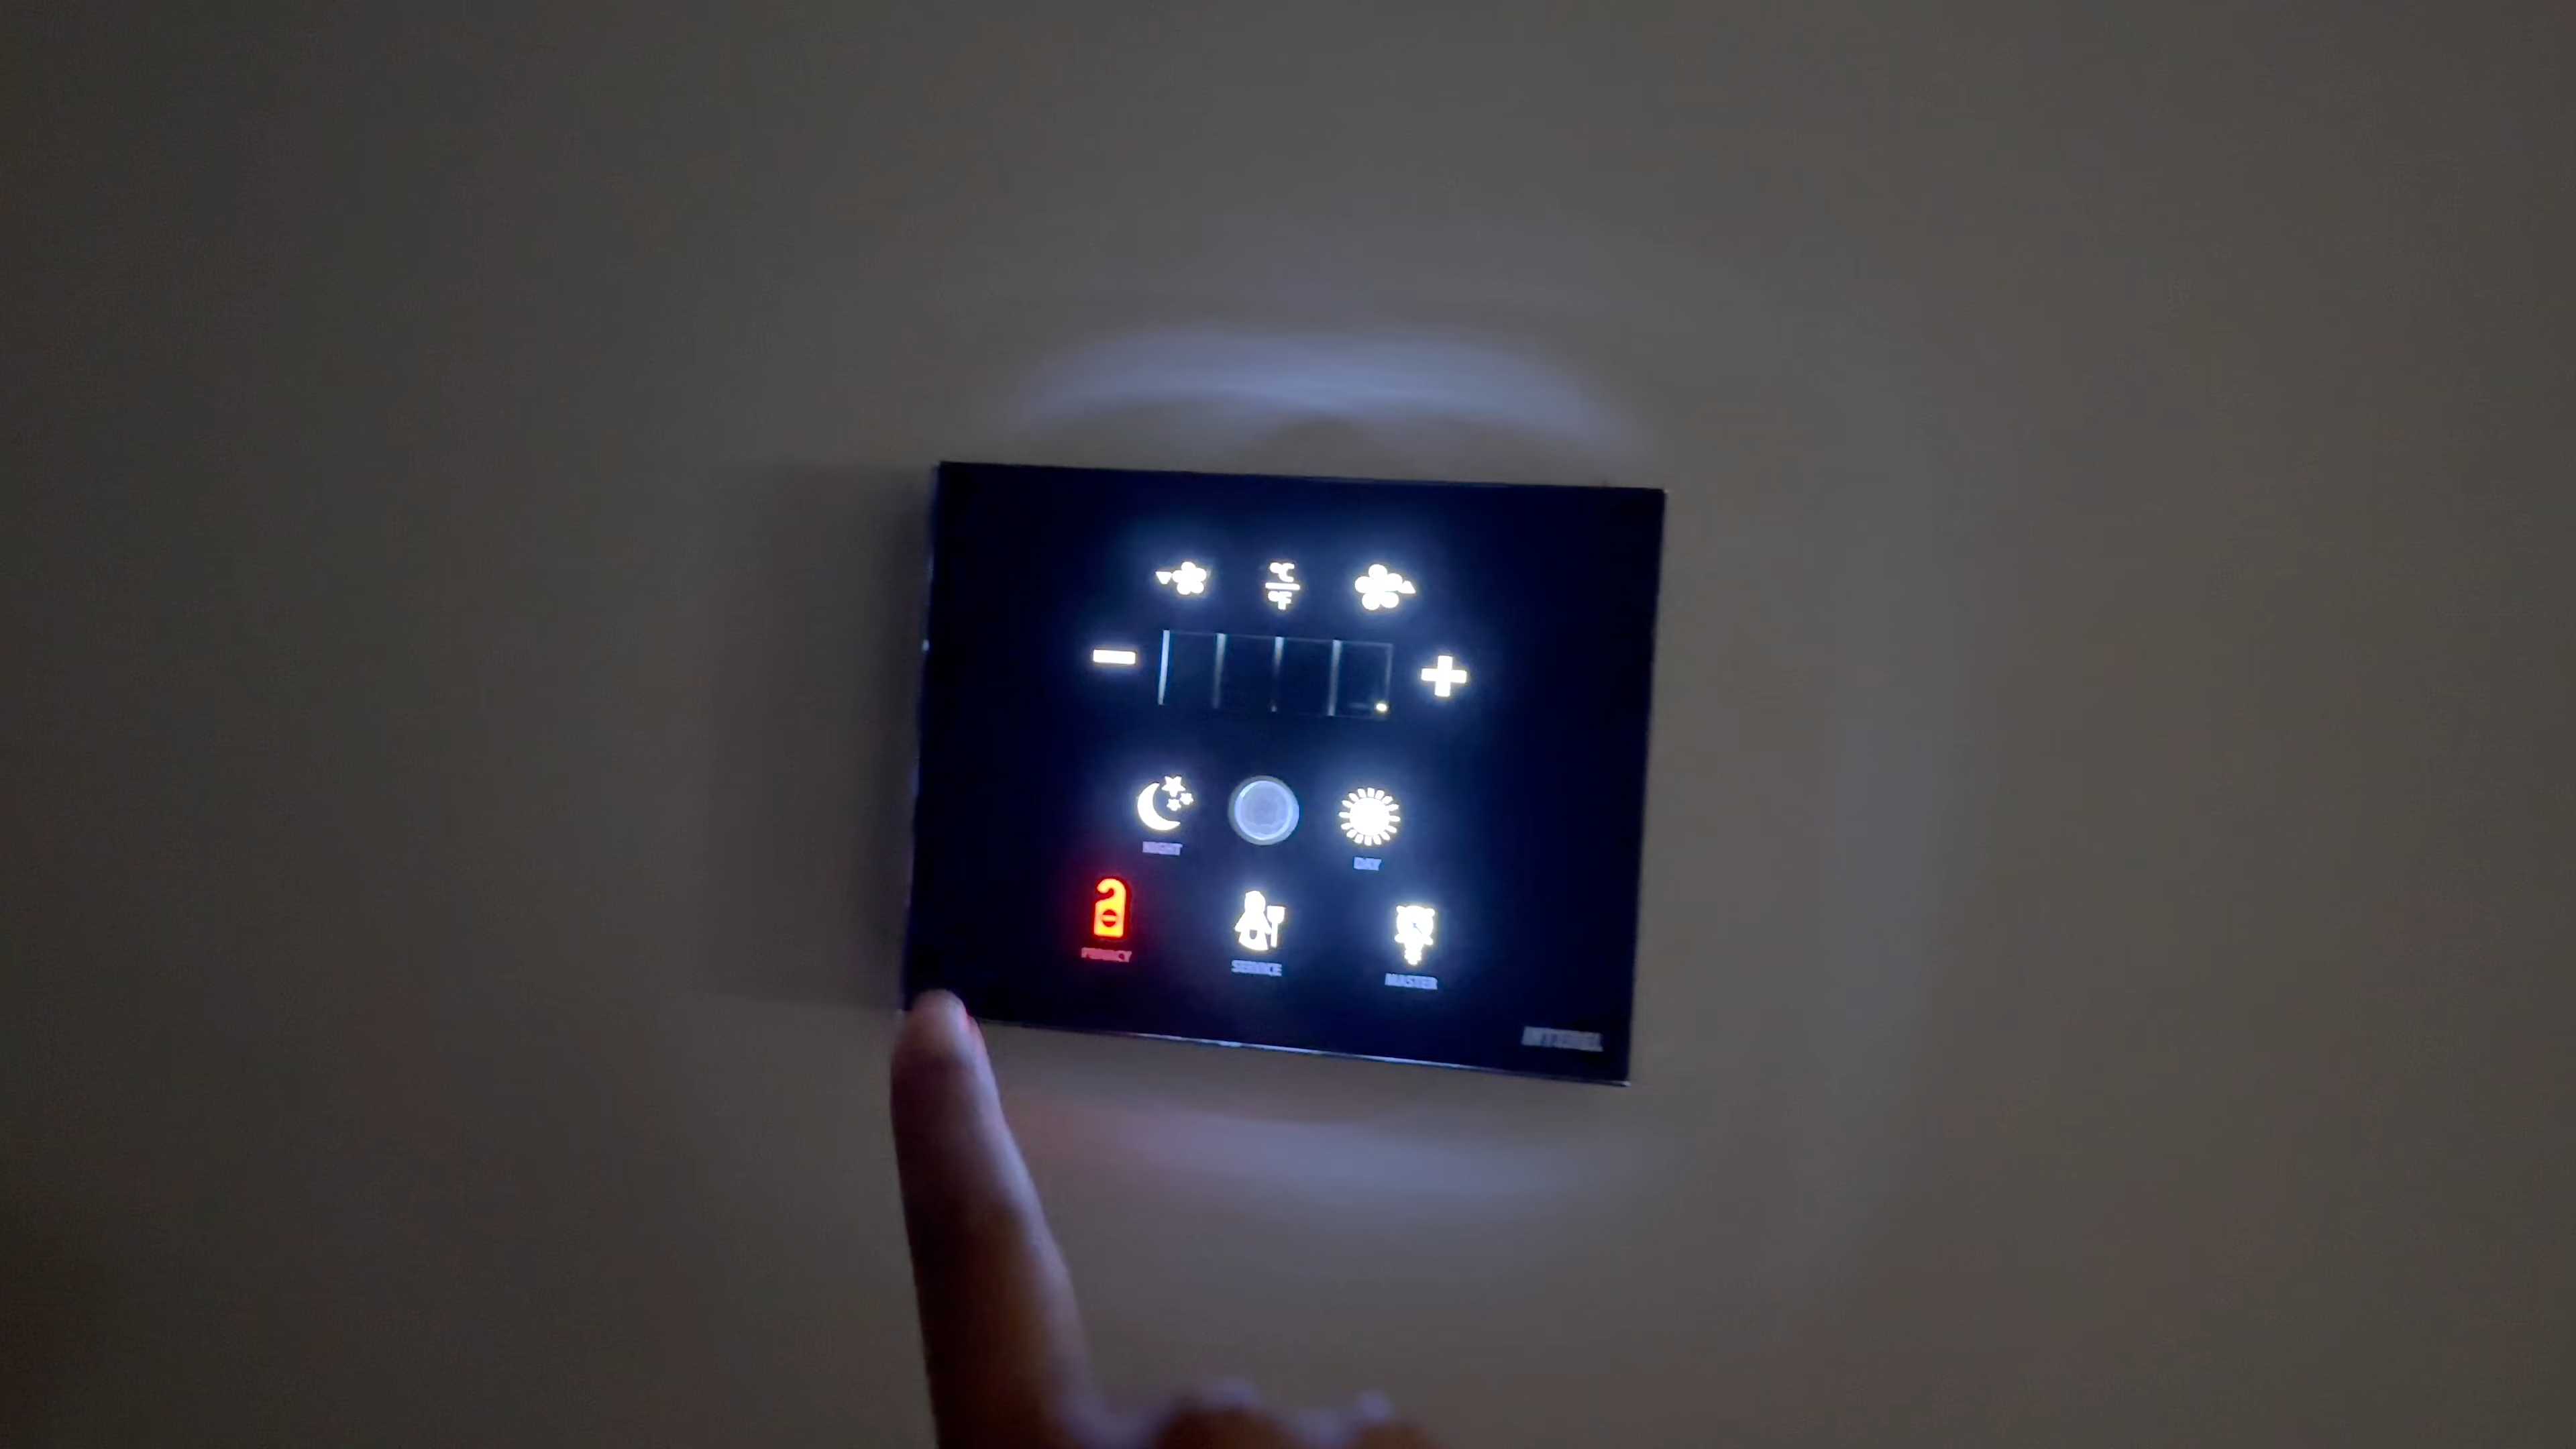 °C
°F
− +
NIGHT DAY
PRIVACY SERVICE MASTER